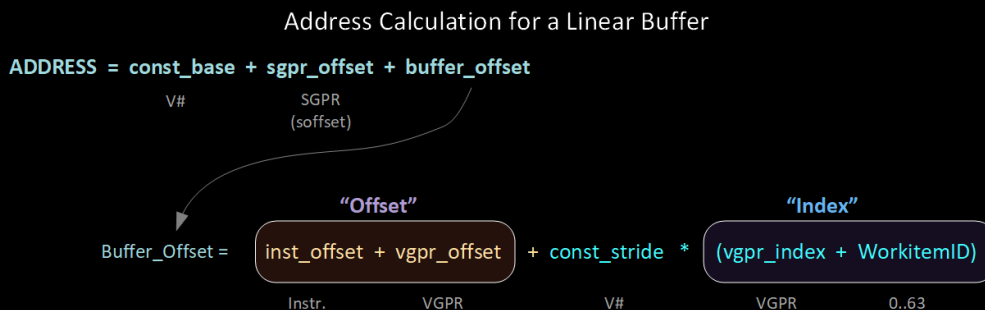 Address Calculation for a Linear Buffer
ADDRESS = const_base + sgpr_offset + buffer_offset
V# SGPR
(soffset)
“Offset” “Index”
Buffer_Offset = inst_offset + vgpr_offset + const_stride * (vgpr_index + WorkitemID)
Instr. VGPR V# VGPR 0..63